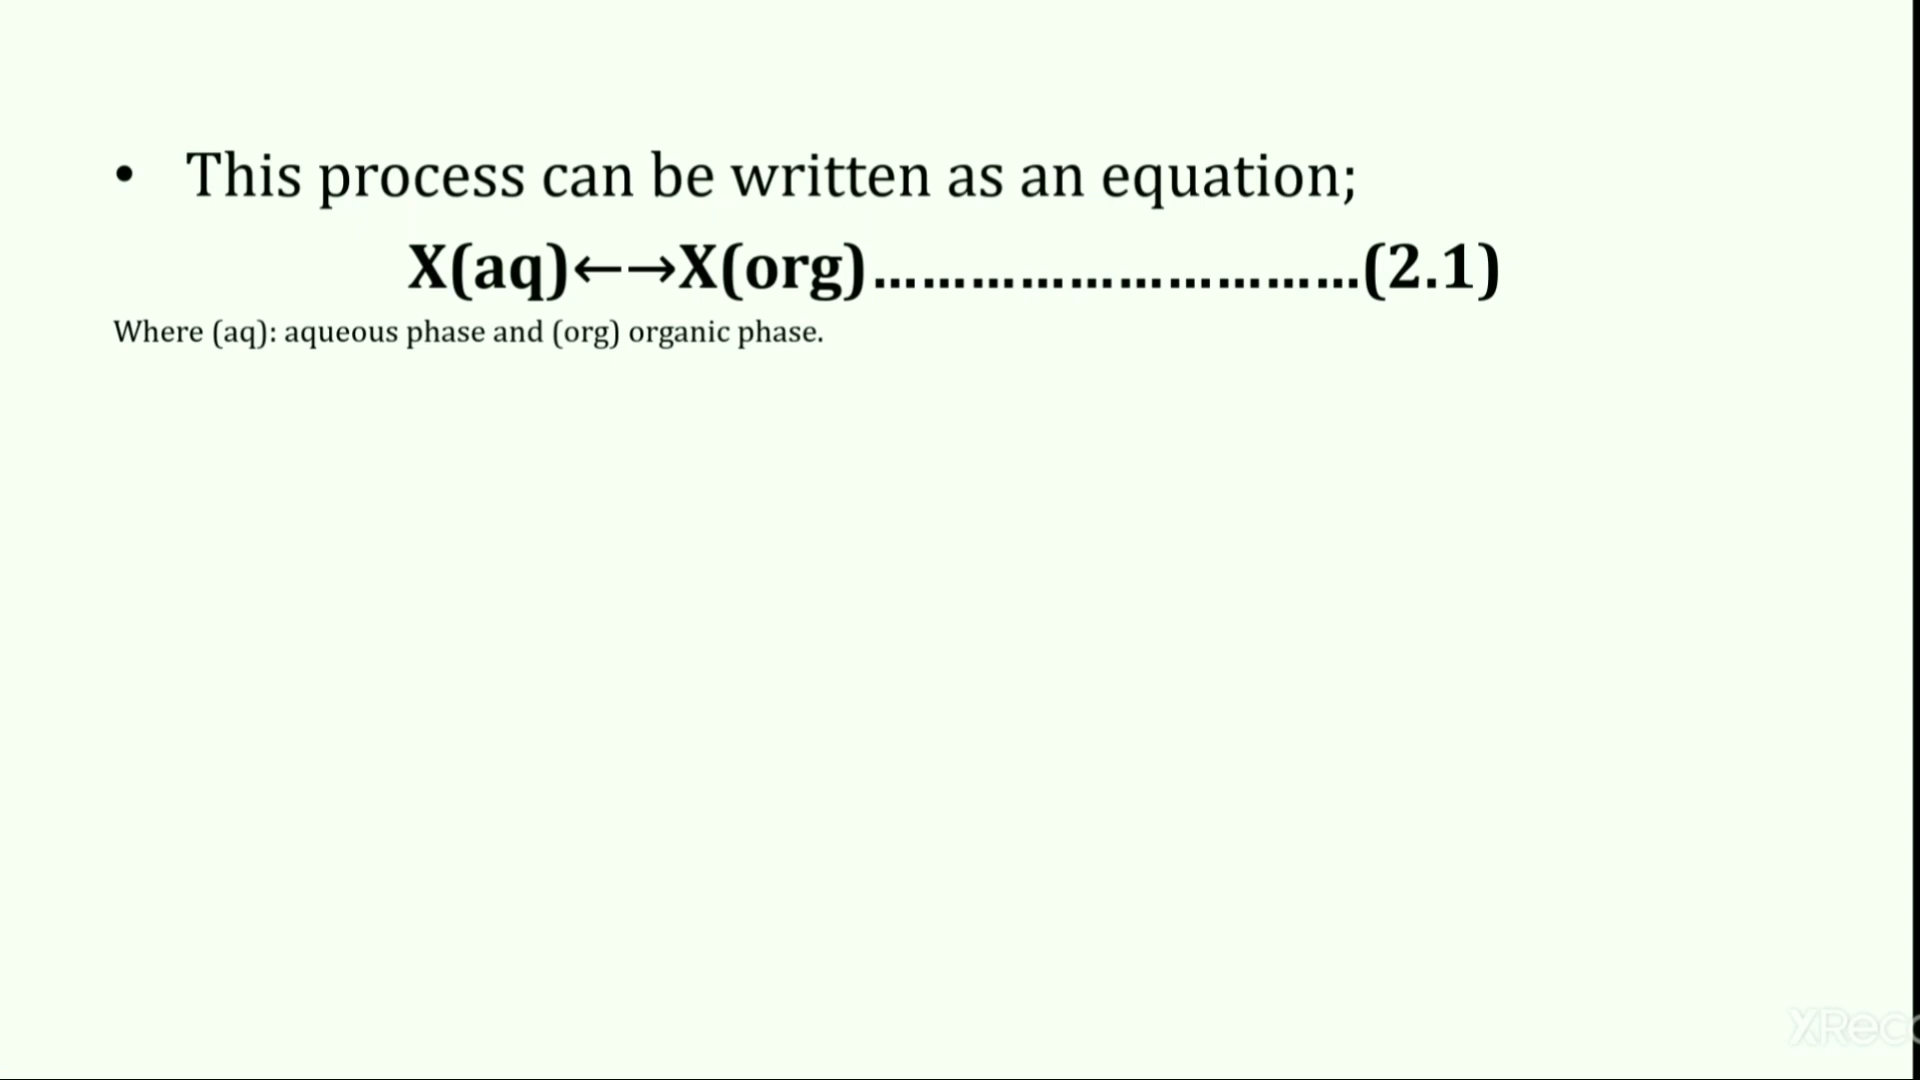 • This process can be written as an equation;
X(aq)←→X(org)…………………………(2.1)
Where (aq): aqueous phase and (org) organic phase.
XRec